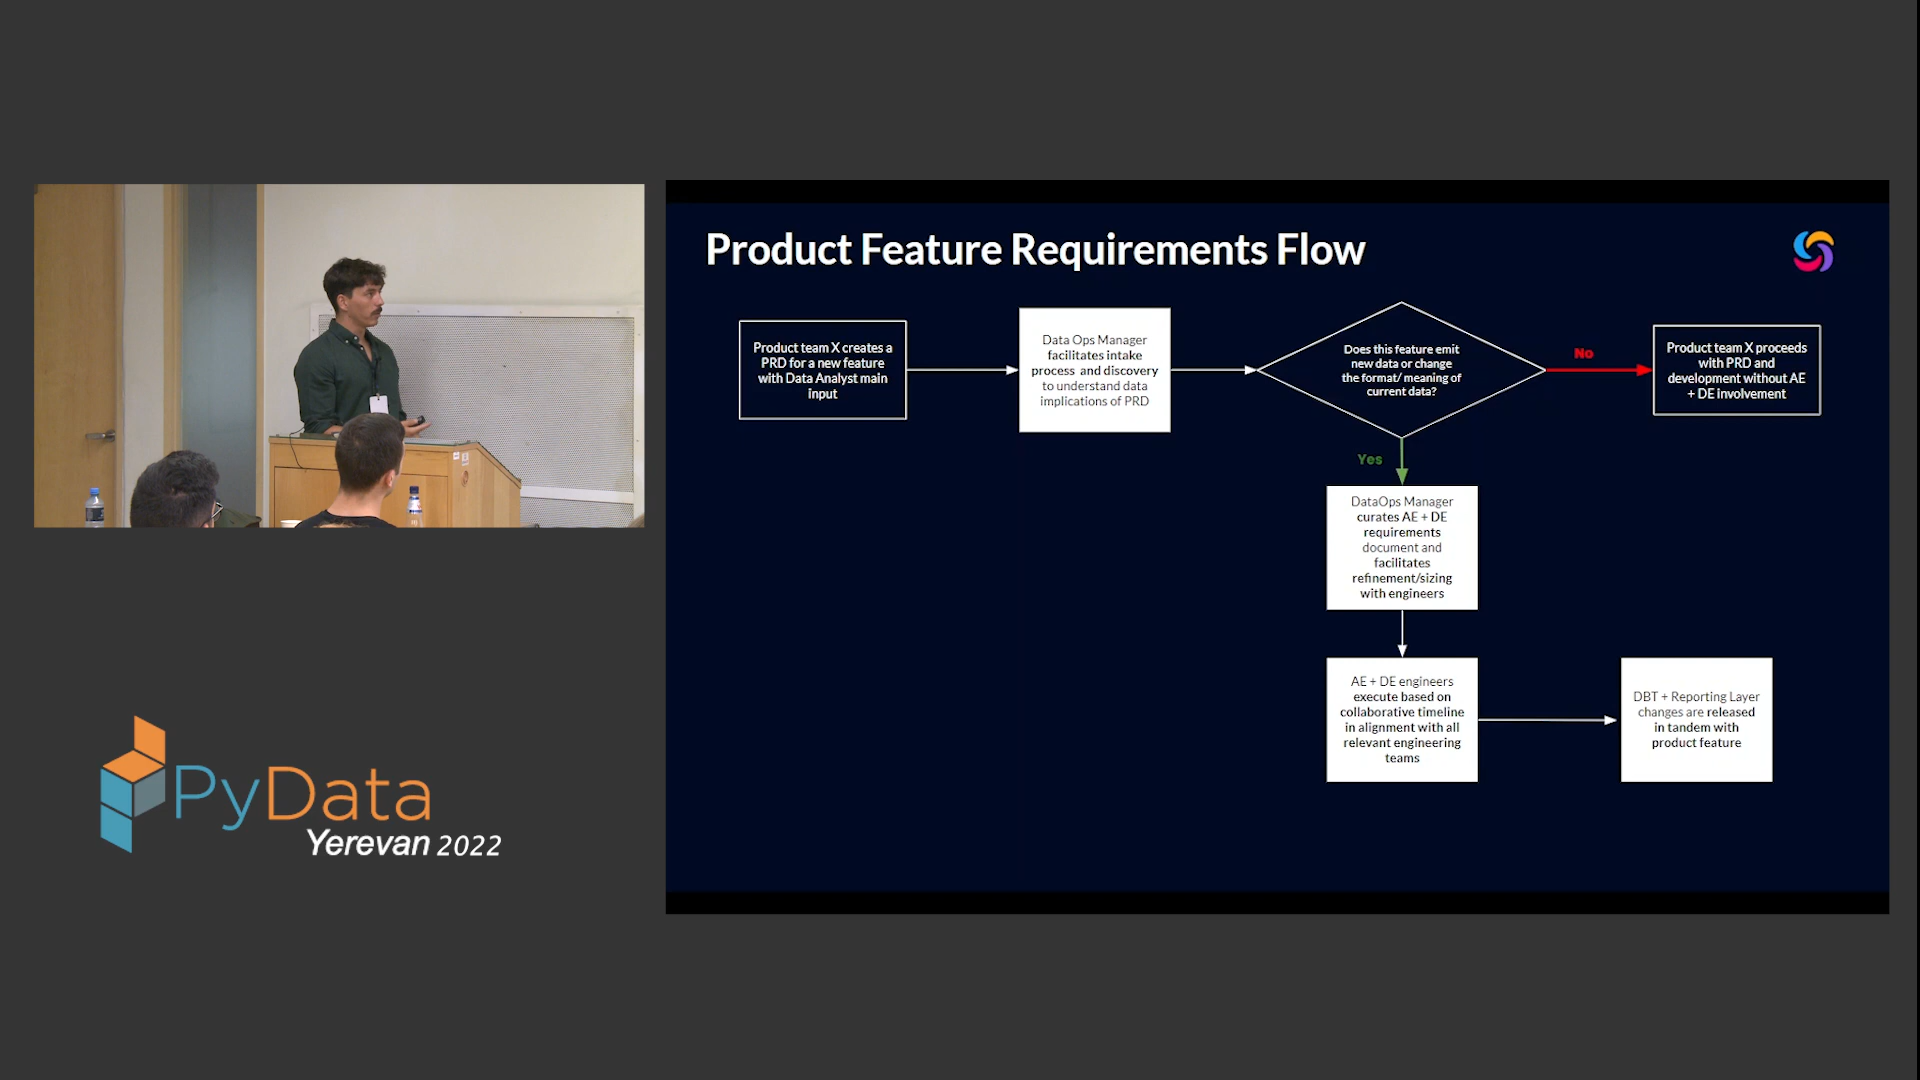 Product Feature Requirements Flow
Product team X creates a
PRD for a new feature
with Data Analyst main
input
Data Ops Manager
facilitates intake
process and discovery
to understand data
implications of PRD
Does this feature emit
new data or change
the format/ meaning of
current data?
No
Product team X proceeds
with PRD and
development without AE
+ DE involvement
Yes
DataOps Manager
curates AE + DE
requirements
document and
facilitates
refinement/sizing
with engineers
AE + DE engineers
execute based on
collaborative timeline
in alignment with all
relevant engineering
teams
DBT + Reporting Layer
changes are released
in tandem with
product feature
PyData
Yerevan 2022